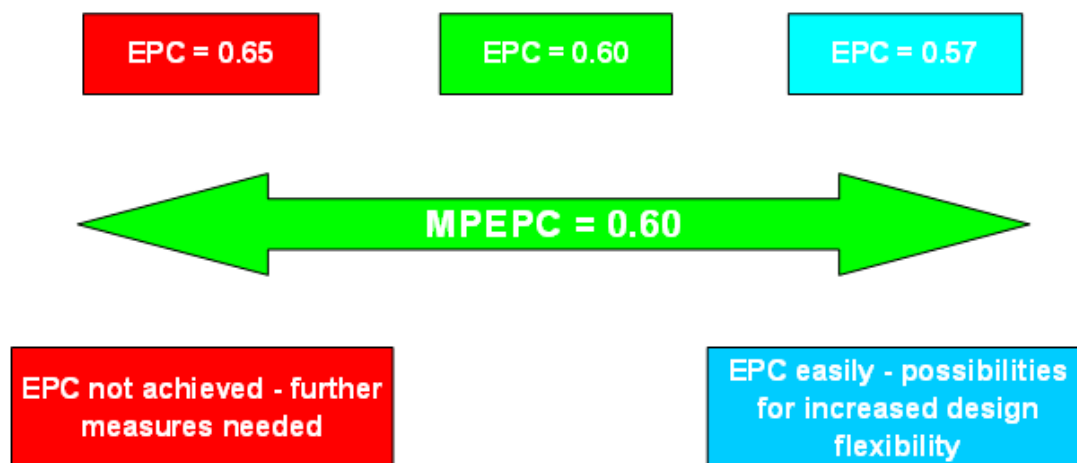 EPC = 0.65
EPC = 0.60
EPC = 0.57
MPEPC = 0.60
EPC not achieved - further
measures needed
EPC easily - possibilities
for increased design
flexibility